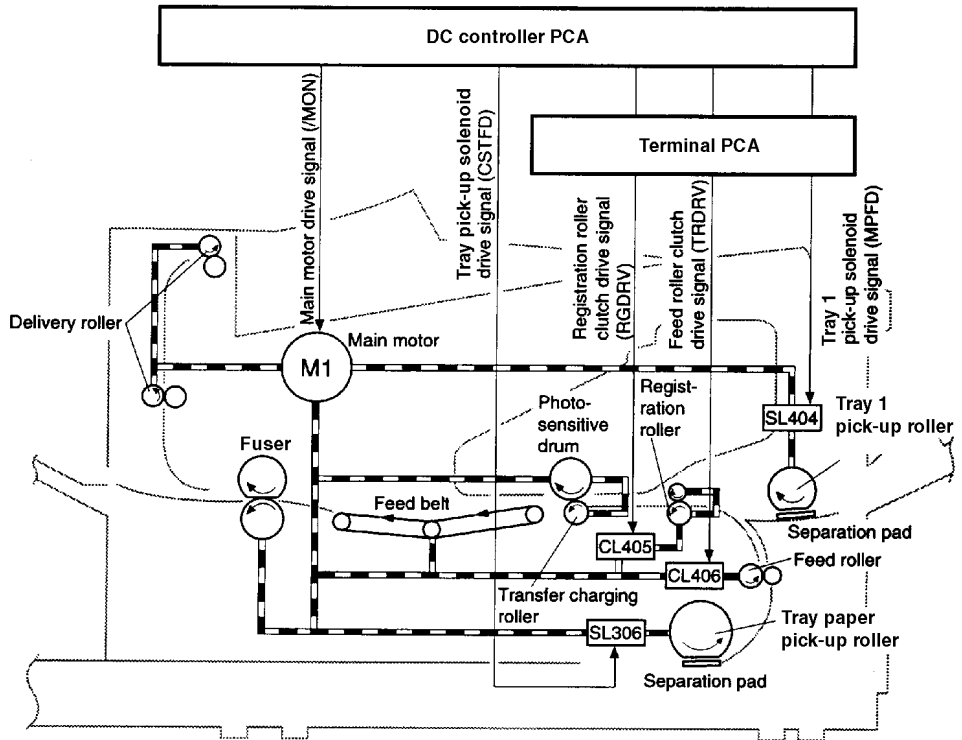 DC controller PCA
Terminal PCA
Main motor drive signal (/MON)
Tray pick-up solenoid
drive signal (CSTFD)
Registration roller
clutch drive signal
(RGDRV)
Feed roller clutch
drive signal (TRDRV)
Tray 1
pick-up solenoid
drive signal (MPFD)
Delivery roller
Main motor
M1
Photo-
sensitive
drum
Regist-
ration
roller
SL404
Tray 1
pick-up roller
Fuser
Feed belt
Separation pad
CL405
CL406
Feed roller
Transfer charging
roller
SL306
Tray paper
pick-up roller
Separation pad